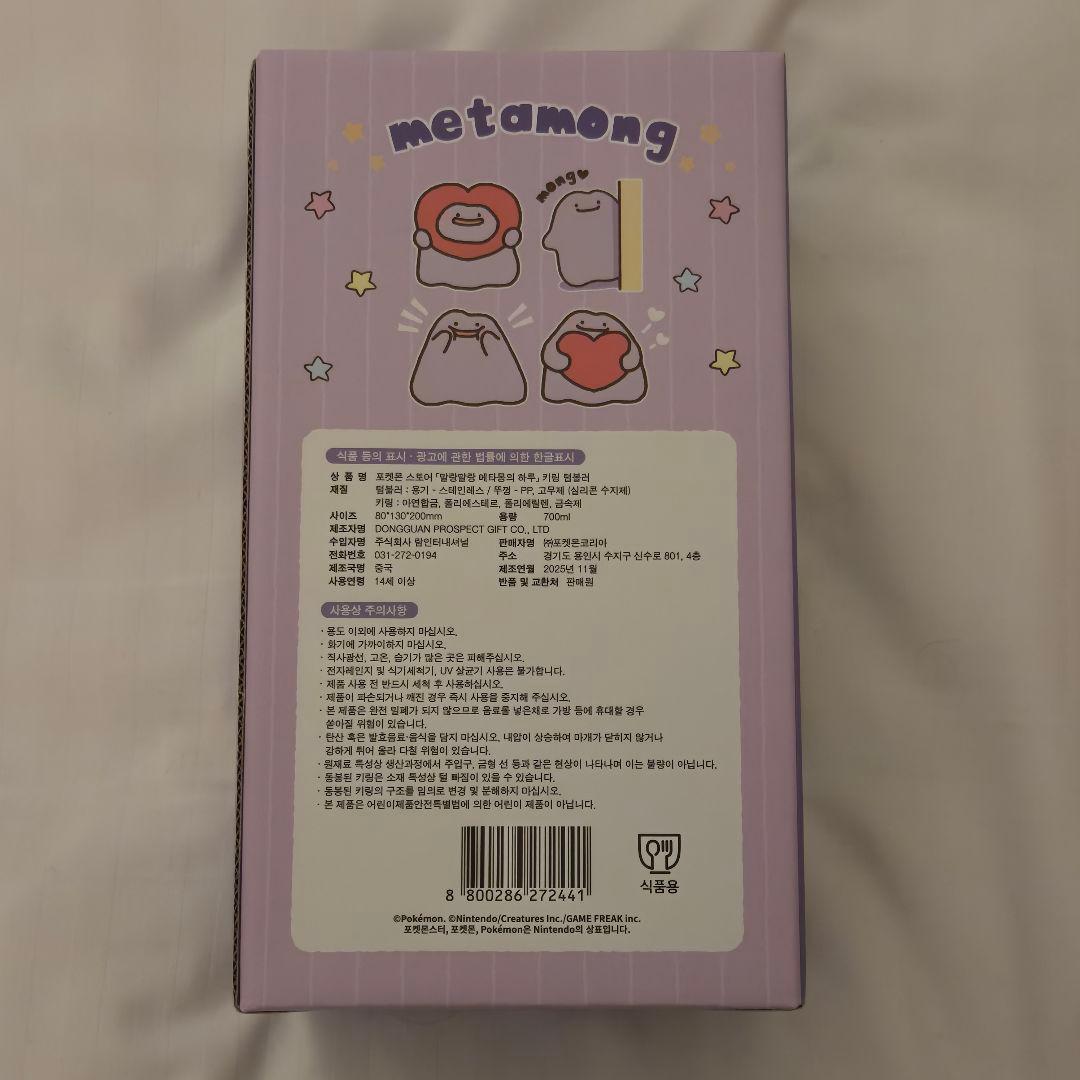 metamong
mong♥
식품 등의 표시·광고에 관한 법률에 의한 한글표시
상 품 명 포켓몬 스토어 「말랑말랑 메타몽의 하루」 키링 텀블러
재질 텀블러 : 용기 - 스테인레스 / 뚜껑 - PP, 고무제 (실리콘 수지제)
키링 : 아연합금, 폴리에스테르, 폴리에틸렌, 금속제
사이즈 80*130*200mm 용량 700ml
제조자명 DONGGUAN PROSPECT GIFT CO., LTD
수입자명 주식회사 람인터내셔널 판매자명 ㈜포켓몬코리아
전화번호 031-272-0194 주소 경기도 용인시 수지구 신수로 801, 4층
제조국명 중국 제조연월 2025년 11월
사용연령 14세 이상 반품 및 교환처 판매원
사용상 주의사항
· 용도 이외에 사용하지 마십시오.
· 화기에 가까이하지 마십시오.
· 직사광선, 고온, 습기가 많은 곳은 피해주십시오.
· 전자레인지 및 식기세척기, UV 살균기 사용은 불가합니다.
· 제품 사용 전 반드시 세척 후 사용하십시오.
· 제품이 파손되거나 깨진 경우 즉시 사용을 중지해 주십시오.
· 본 제품은 완전 밀폐가 되지 않으므로 음료를 넣은채로 가방 등에 휴대할 경우
쏟아질 위험이 있습니다.
· 탄산 혹은 발효음료·음식을 담지 마십시오. 내압이 상승하여 마개가 닫히지 않거나
강하게 튀어 올라 다칠 위험이 있습니다.
· 원재료 특성상 생산과정에서 주입구, 금형 선 등과 같은 현상이 나타나며 이는 불량이 아닙니다.
· 동봉된 키링은 소재 특성상 털 빠짐이 있을 수 있습니다.
· 동봉된 키링의 구조를 임의로 변경 및 분해하지 마십시오.
· 본 제품은 어린이제품안전특별법에 의한 어린이 제품이 아닙니다.
8 800286 272441
식품용
©Pokémon. ©Nintendo/Creatures Inc./GAME FREAK inc.
포켓몬스터, 포켓몬, Pokémon은 Nintendo의 상표입니다.